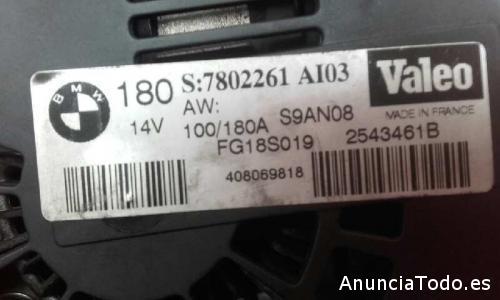 BMW
180 S:7802261 AI03
Valeo
AW:
MADE IN FRANCE
14V 100/180A S9AN08
FG18S019 2543461B
408069818
AnunciaTodo.es